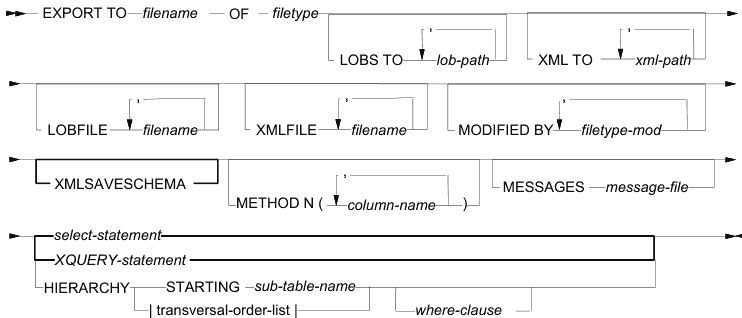 EXPORT TO filename OF filetype
LOBS TO , lob-path XML TO , xml-path
LOBFILE , filename XMLFILE , filename MODIFIED BY , filetype-mod
XMLSAVESCHEMA METHOD N ( , column-name ) MESSAGES message-file
select-statement
XQUERY-statement
HIERARCHY STARTING sub-table-name
| transversal-order-list | where-clause